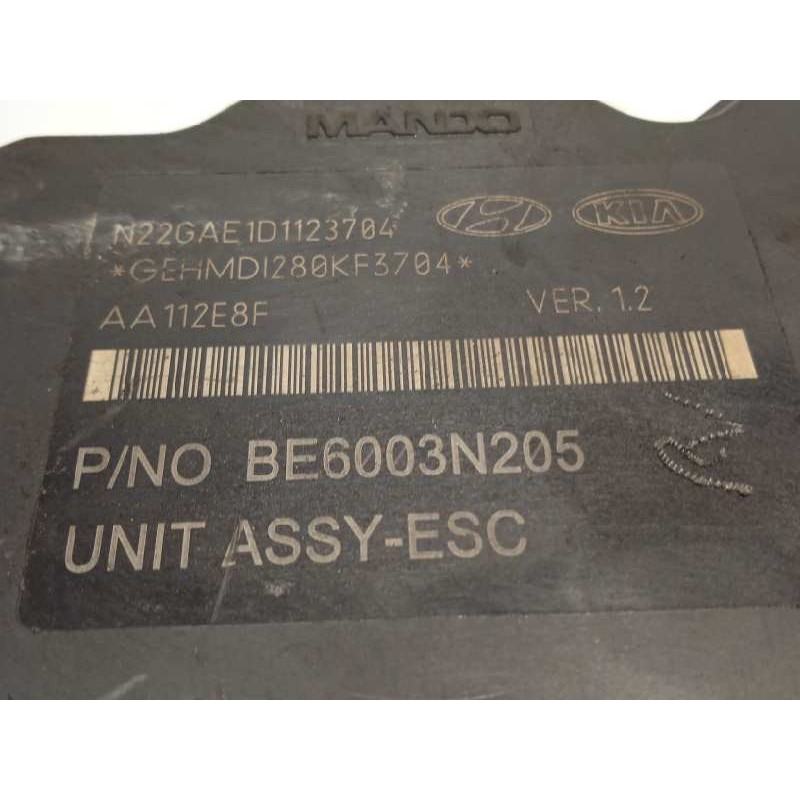 MANDO
N22GAE1D1123704
KIA
*GEHMDI280KF3704*
AA112E8F VER. 1.2
P/NO BE6003N205
UNIT ASSY-ESC